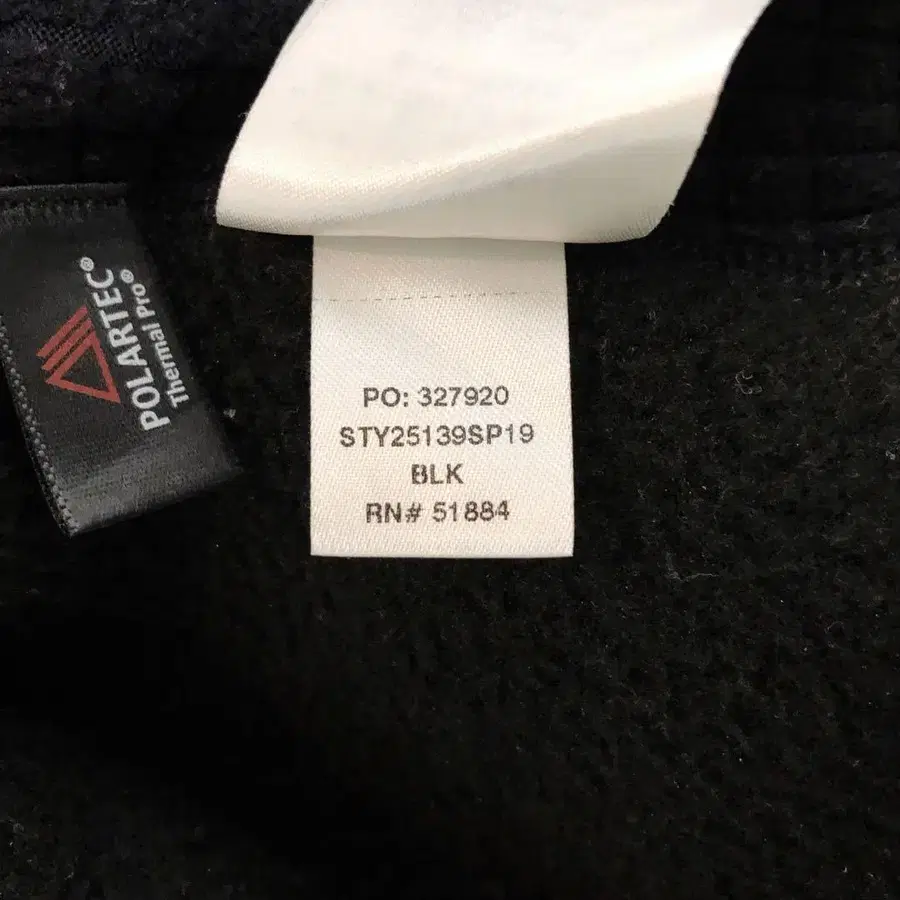 POLARTEC®
Thermal Pro®
PO: 327920
STY25139SP19
BLK
RN# 51884